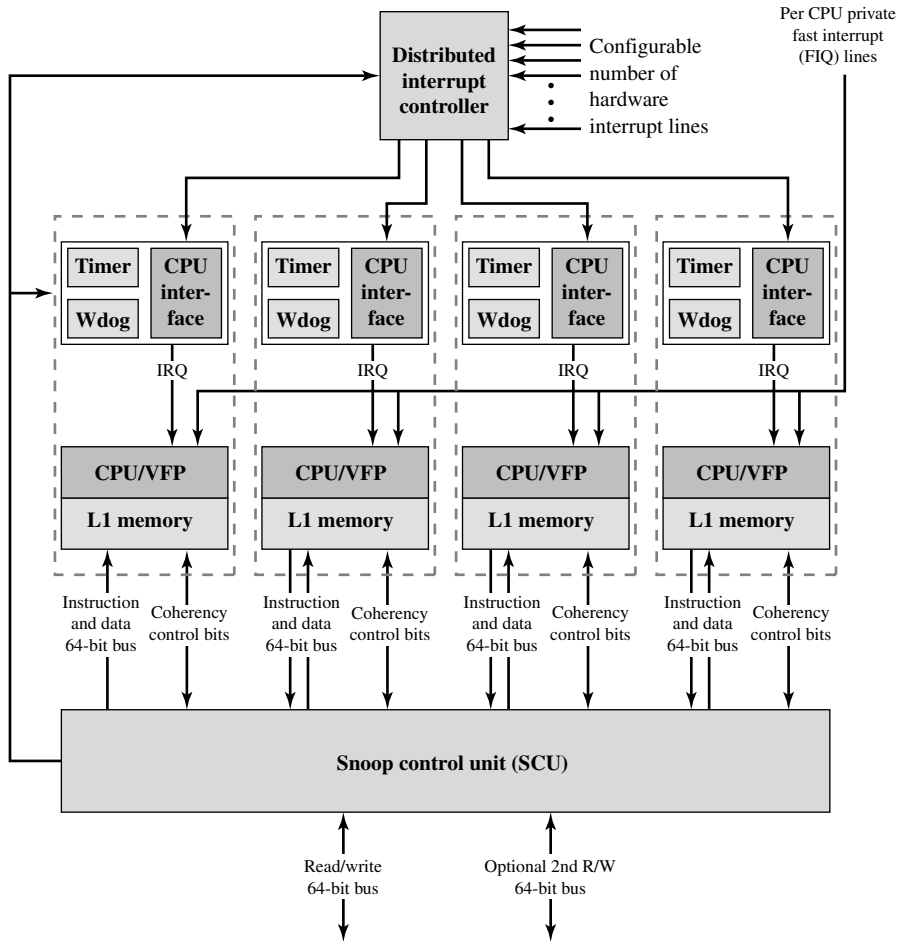 Distributed
interrupt
controller
Configurable
number of
hardware
interrupt lines
Per CPU private
fast interrupt
(FIQ) lines
Timer
Wdog
CPU
inter-
face
Timer
Wdog
CPU
inter-
face
Timer
Wdog
CPU
inter-
face
Timer
Wdog
CPU
inter-
face
IRQ
IRQ
IRQ
IRQ
CPU/VFP
L1 memory
CPU/VFP
L1 memory
CPU/VFP
L1 memory
CPU/VFP
L1 memory
Instruction
and data
64-bit bus
Coherency
control bits
Instruction
and data
64-bit bus
Coherency
control bits
Instruction
and data
64-bit bus
Coherency
control bits
Instruction
and data
64-bit bus
Coherency
control bits
Snoop control unit (SCU)
Read/write
64-bit bus
Optional 2nd R/W
64-bit bus